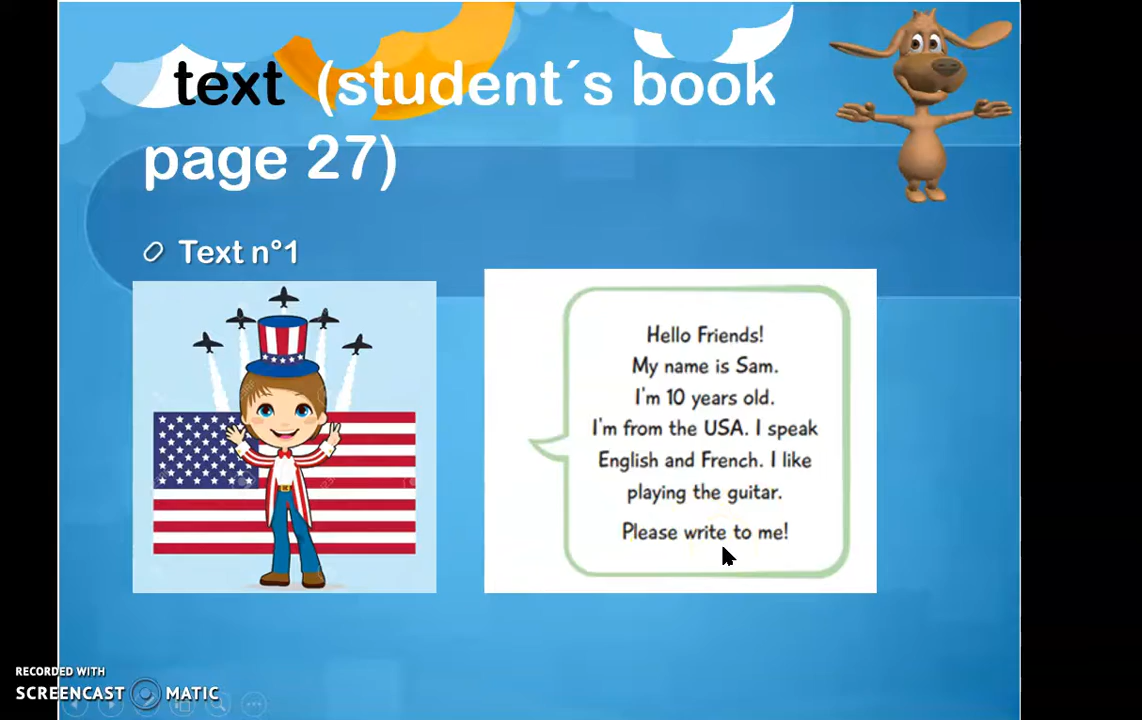 text (student´s book
page 27)
Text n°1
Hello Friends!
My name is Sam.
I'm 10 years old.
I'm from the USA. I speak
English and French. I like
playing the guitar.
Please write to me!
RECORDED WITH
SCREENCAST MATIC